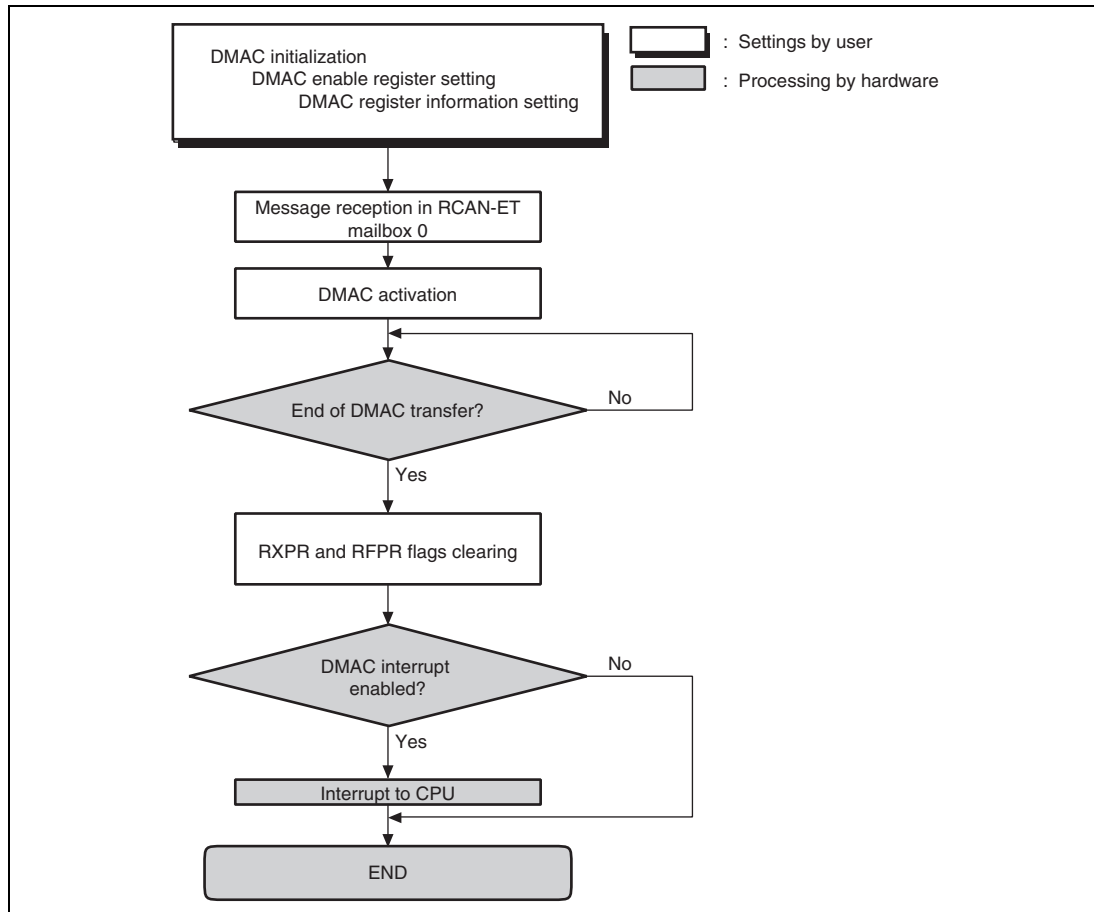 DMAC initialization
DMAC enable register setting
DMAC register information setting
: Settings by user
: Processing by hardware
Message reception in RCAN-ET
mailbox 0
DMAC activation
End of DMAC transfer?
No
Yes
RXPR and RFPR flags clearing
DMAC interrupt
enabled?
No
Yes
Interrupt to CPU
END